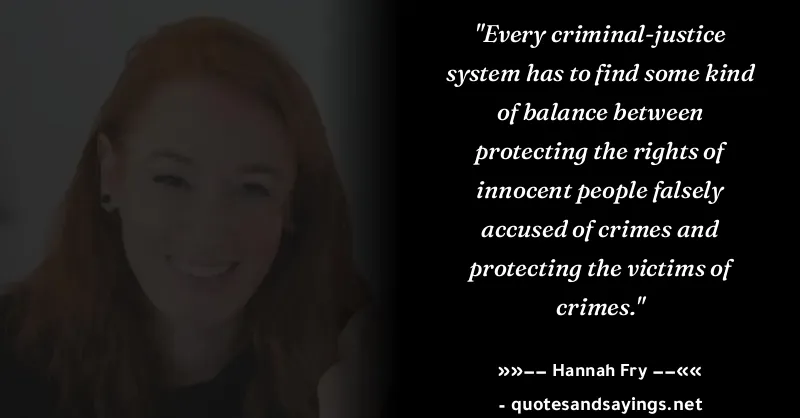 "Every criminal-justice
system has to find some kind
of balance between
protecting the rights of
innocent people falsely
accused of crimes and
protecting the victims of
crimes."
»»−− Hannah Fry −−««
- quotesandsayings.net